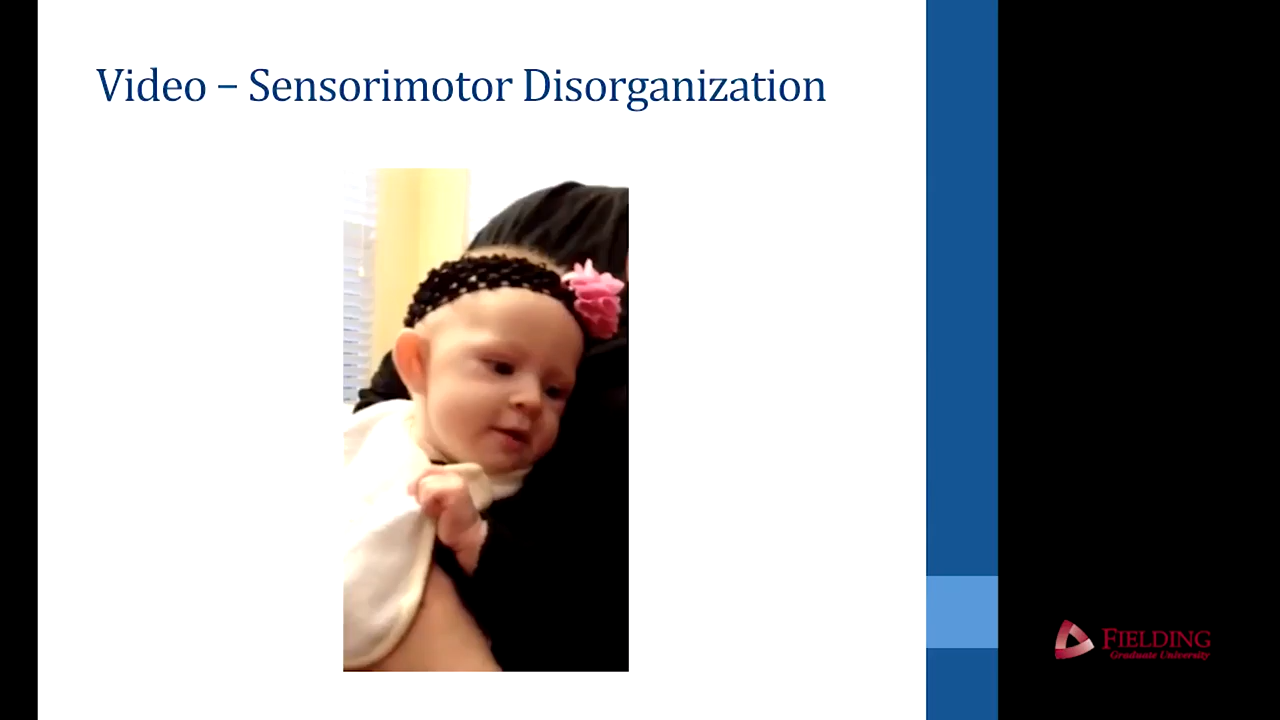 Video – Sensorimotor Disorganization
FIELDING
Graduate University